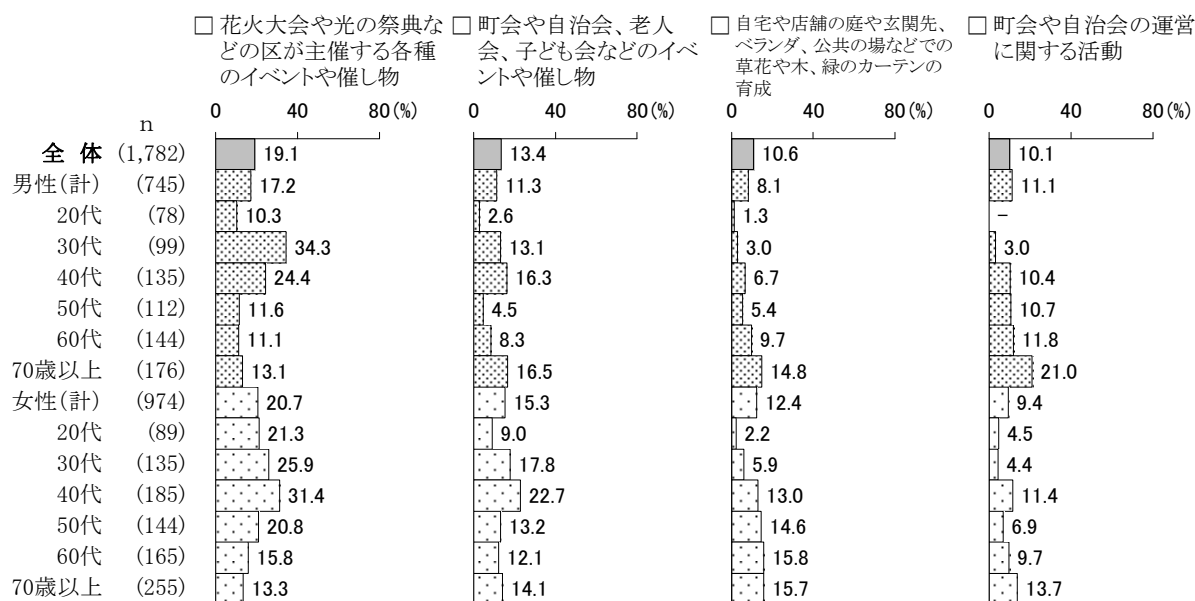 □ 花火大会や光の祭典な
どの区が主催する各種
のイベントや催し物
□ 町会や自治会、老人
会、子ども会などのイベ
ントや催し物
□ 自宅や店舗の庭や玄関先、
ベランダ、公共の場などでの
草花や木、緑のカーテンの
育成
□ 町会や自治会の運営
に関する活動
0 40 80(%) 0 40 80(%) 0 40 80(%) 0 40 80(%)
n
全 体 (1,782) 19.1 13.4 10.6 10.1
男性(計) (745) 17.2 11.3 8.1 11.1
20代 (78) 10.3 2.6 1.3 −
30代 (99) 34.3 13.1 3.0 3.0
40代 (135) 24.4 16.3 6.7 10.4
50代 (112) 11.6 4.5 5.4 10.7
60代 (144) 11.1 8.3 9.7 11.8
70歳以上 (176) 13.1 16.5 14.8 21.0
女性(計) (974) 20.7 15.3 12.4 9.4
20代 (89) 21.3 9.0 2.2 4.5
30代 (135) 25.9 17.8 5.9 4.4
40代 (185) 31.4 22.7 13.0 11.4
50代 (144) 20.8 13.2 14.6 6.9
60代 (165) 15.8 12.1 15.8 9.7
70歳以上 (255) 13.3 14.1 15.7 13.7